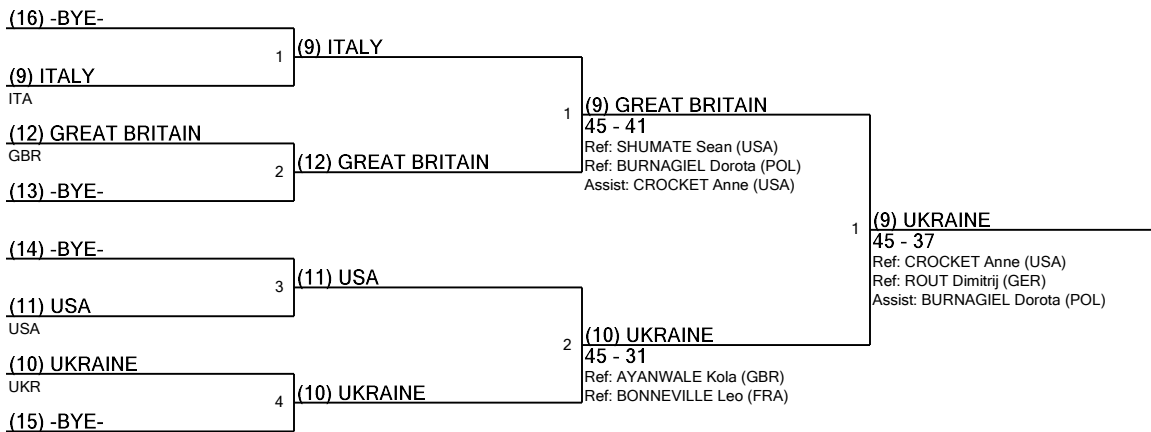 (16) -BYE-
1
(9) ITALY
(9) ITALY
ITA
(12) GREAT BRITAIN
GBR
2
(12) GREAT BRITAIN
(13) -BYE-
1
(9) GREAT BRITAIN
45 - 41
Ref: SHUMATE Sean (USA)
Ref: BURNAGIEL Dorota (POL)
Assist: CROCKET Anne (USA)
(14) -BYE-
3
(11) USA
(11) USA
USA
(10) UKRAINE
UKR
4
(10) UKRAINE
(15) -BYE-
2
(10) UKRAINE
45 - 31
Ref: AYANWALE Kola (GBR)
Ref: BONNEVILLE Leo (FRA)
1
(9) UKRAINE
45 - 37
Ref: CROCKET Anne (USA)
Ref: ROUT Dimitrij (GER)
Assist: BURNAGIEL Dorota (POL)